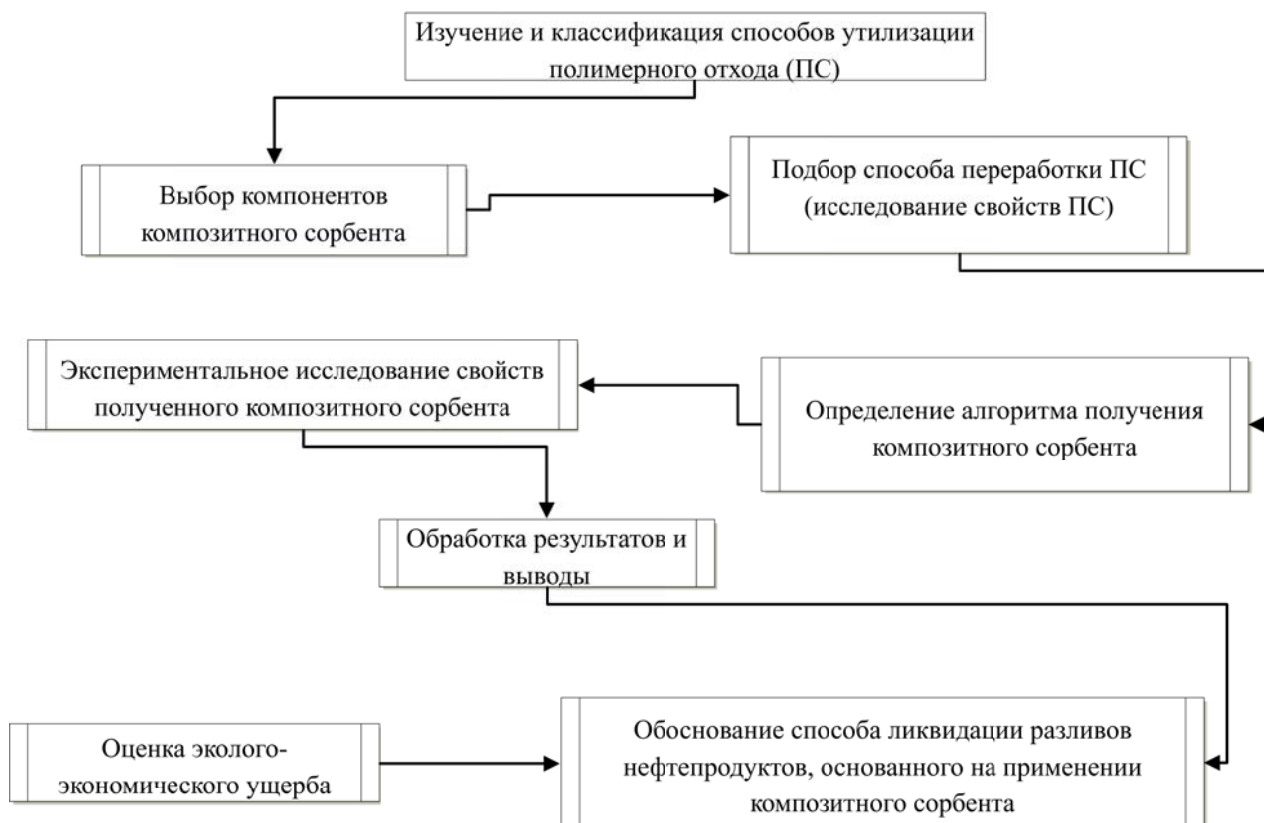 Изучение и классификация способов утилизации
полимерного отхода (ПС)
Выбор компонентов
композитного сорбента
Подбор способа переработки ПС
(исследование свойств ПС)
Экспериментальное исследование свойств
полученного композитного сорбента
Определение алгоритма получения
композитного сорбента
Обработка результатов и
выводы
Оценка эколого-
экономического ущерба
Обоснование способа ликвидации разливов
нефтепродуктов, основанного на применении
композитного сорбента